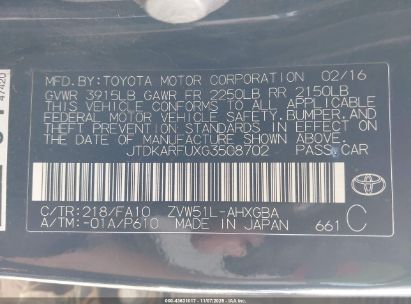 47420
MFD.BY:TOYOTA MOTOR CORPORATION 02/16
GVWR 3915LB GAWR FR 2250LB RR 2150LB
THIS VEHICLE CONFORMS TO ALL APPLICABLE
FEDERAL MOTOR VEHICLE SAFETY, BUMPER, AND
THEFT PREVENTION STANDARDS IN EFFECT ON
THE DATE OF MANUFACTURE SHOWN ABOVE.
JTDKARFUXG3508702 PASS.CAR
C/TR:218/FA10 ZVW51L-AHXGBA
A/TM:-01A/P610 MADE IN JAPAN 661 C
TOYOTA